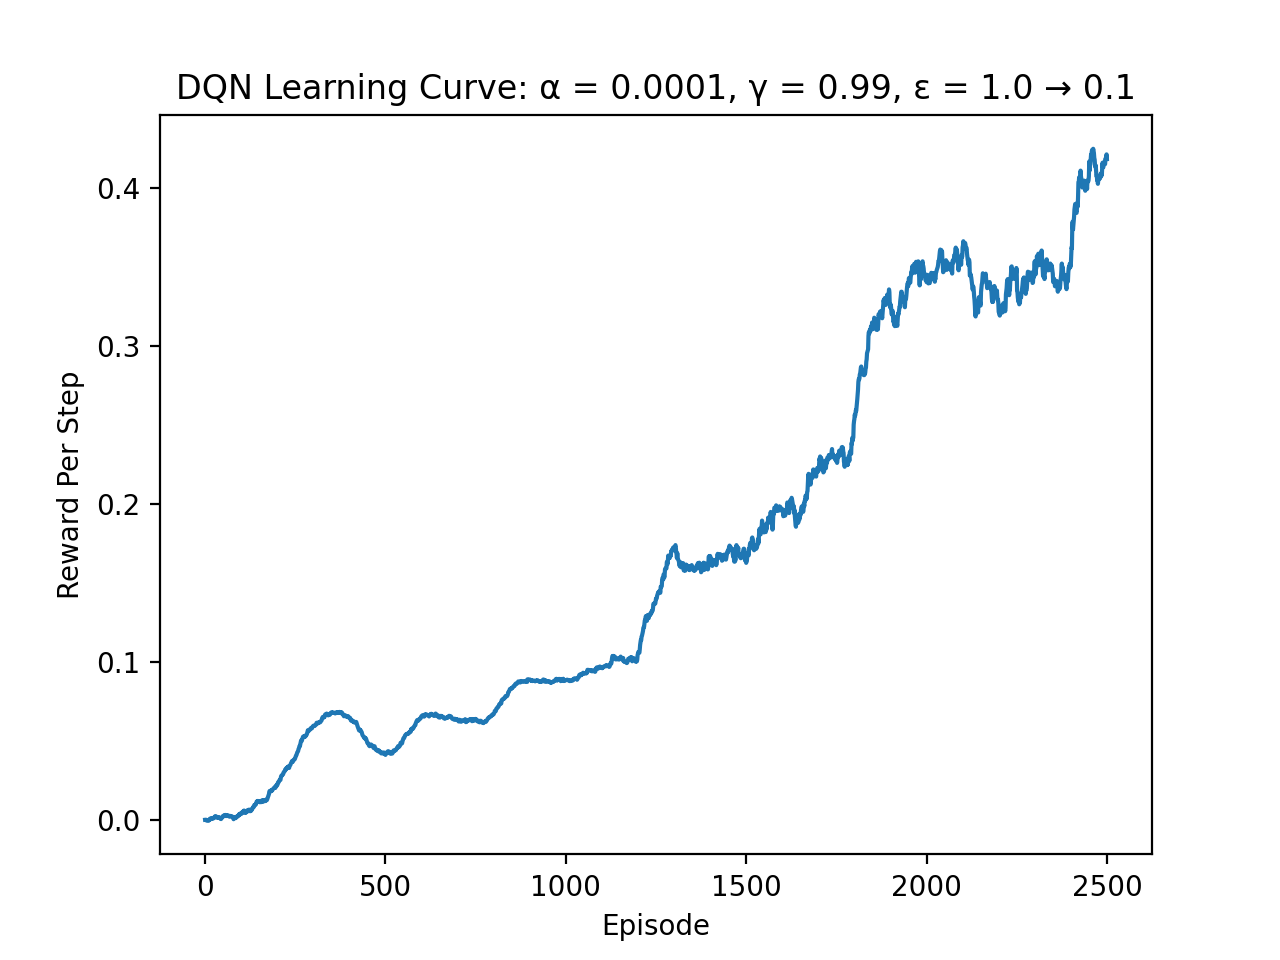 DQN Learning Curve: α = 0.0001, γ = 0.99, ε = 1.0 → 0.1
Reward Per Step
0.4
0.3
0.2
0.1
0.0
0 500 1000 1500 2000 2500
Episode